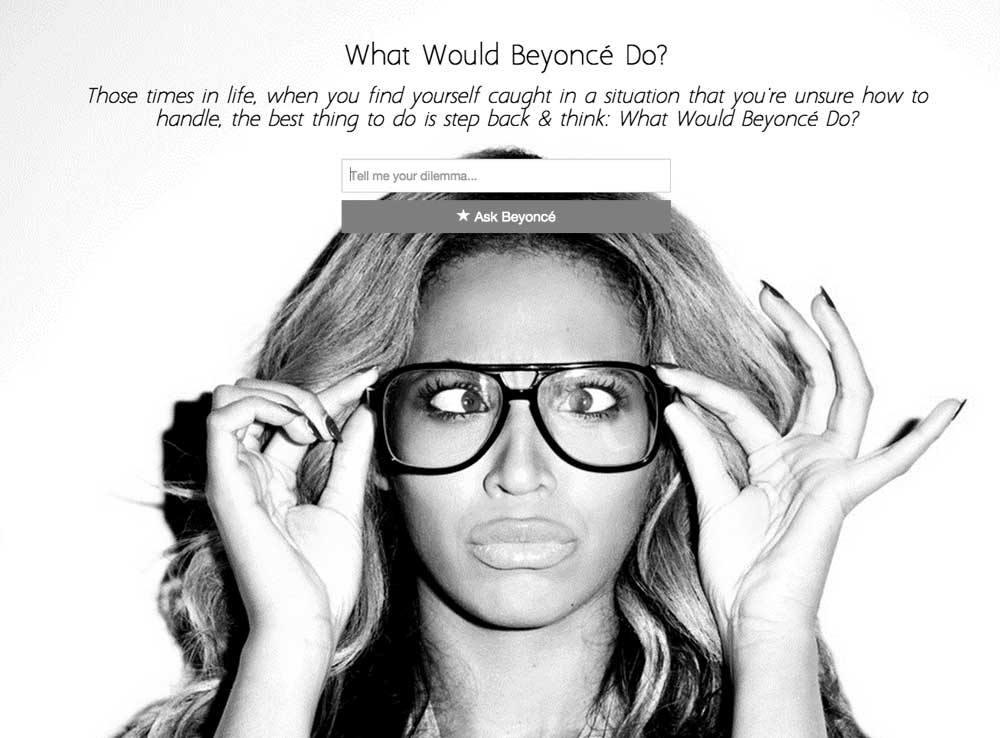 What Would Beyoncé Do?
Those times in life, when you find yourself caught in a situation that you're unsure how to
handle, the best thing to do is step back & think: What Would Beyoncé Do?
Tell me your dilemma...
★ Ask Beyoncé